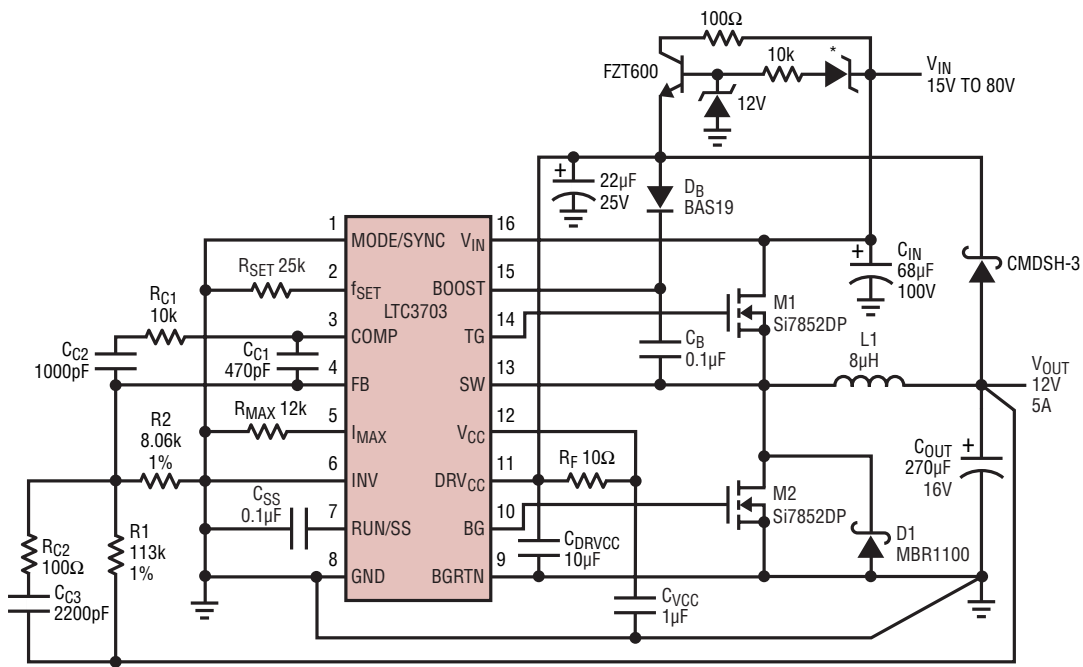 100Ω
10k
*
FZT600
12V
VIN
15V TO 80V
22µF
25V
DB
BAS19
CIN
68µF
100V
CMDSH-3
1
MODE/SYNC
VIN
16
RSET 25k
2
fSET
BOOST
15
LTC3703
RC1
10k
3
COMP
TG
14
M1
Si7852DP
CC2
1000pF
CC1
470pF
CB
0.1µF
L1
8µH
4
FB
SW
13
VOUT
12V
5A
RMAX 12k
5
IMAX
VCC
12
R2
8.06k
1%
6
INV
DRVCC
11
RF 10Ω
COUT
270µF
16V
CSS
0.1µF
7
RUN/SS
BG
10
M2
Si7852DP
R1
113k
1%
RC2
100Ω
CDRVCC
10µF
D1
MBR1100
8
GND
BGRTN
9
CC3
2200pF
CVCC
1µF